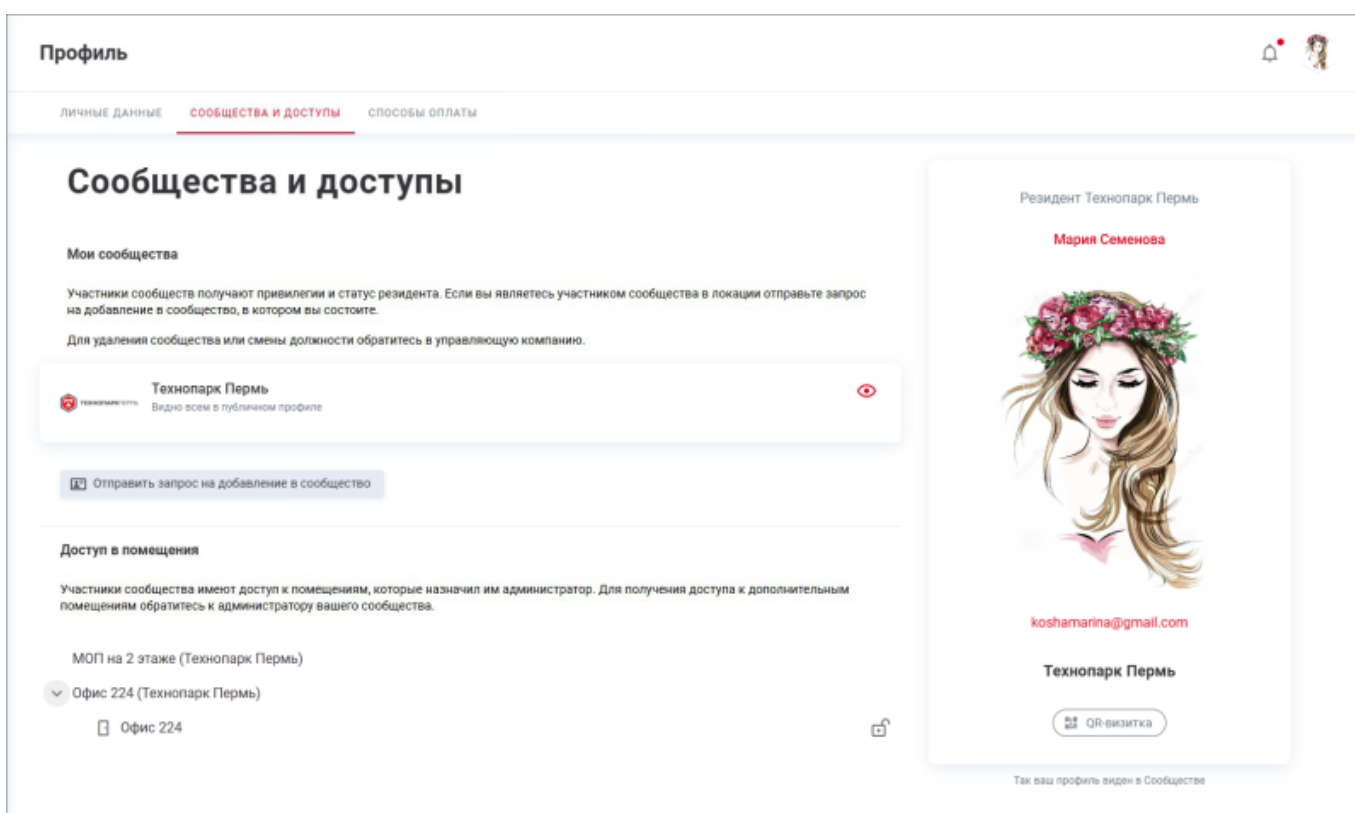 Профиль
ЛИЧНЫЕ ДАННЫЕ СООБЩЕСТВА И ДОСТУПЫ СПОСОБЫ ОПЛАТЫ
Сообщества и доступы
Мои сообщества
Участники сообществ получают привилегии и статус резидента. Если вы являетесь участником сообщества в локации отправьте запрос
на добавление в сообщество, в котором вы состоите.
Для удаления сообщества или смены должности обратитесь в управляющую компанию.
ТЕХНОПАРК ПЕРМЬ
Технопарк Пермь
Видно всем в публичном профиле
Отправить запрос на добавление в сообщество
Доступ в помещения
Участники сообщества имеют доступ к помещениям, которые назначил им администратор. Для получения доступа к дополнительным
помещениям обратитесь к администратору вашего сообщества.
МОП на 2 этаже (Технопарк Пермь)
Офис 224 (Технопарк Пермь)
Офис 224
Резидент Технопарк Пермь
Мария Семенова
koshamarina@gmail.com
Технопарк Пермь
QR-визитка
Так ваш профиль виден в Сообществе